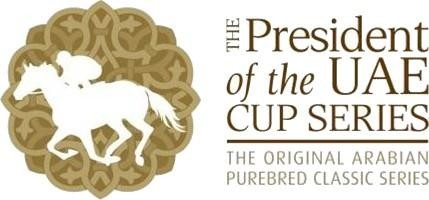 THE President
of the UAE
CUP SERIES
THE ORIGINAL ARABIAN
PUREBRED CLASSIC SERIES